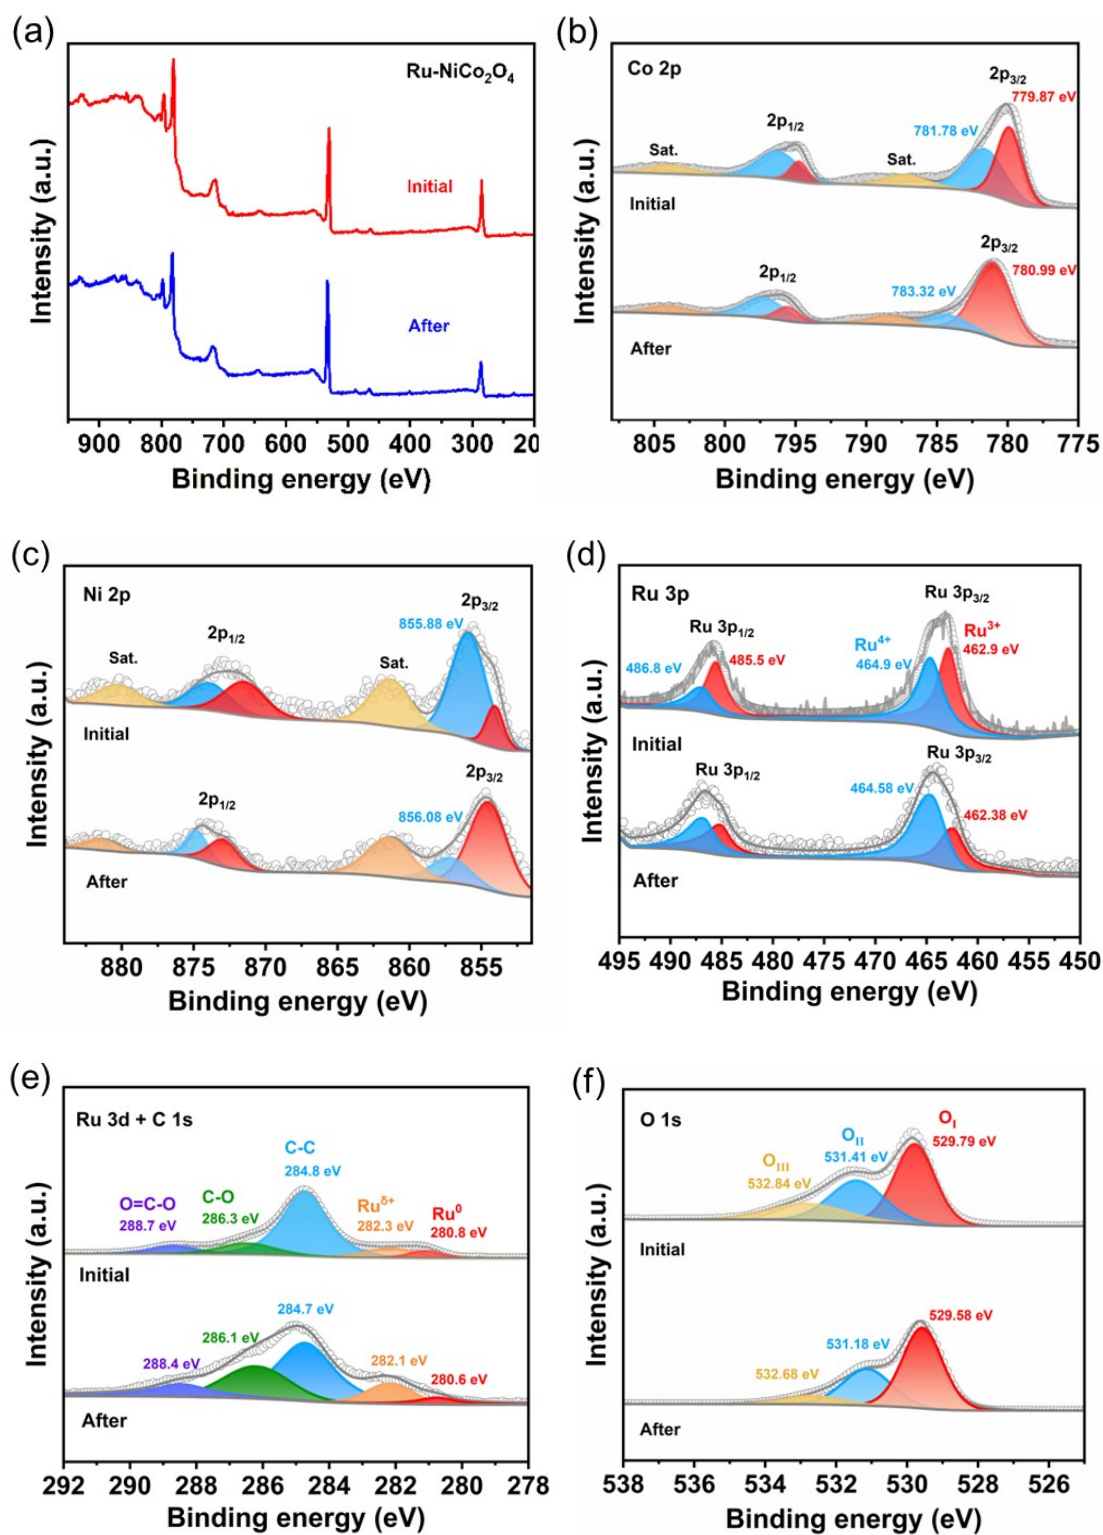 (a)
Ru-NiCo₂O₄
Initial
After
Intensity (a.u.)
900 800 700 600 500 400 300 200
Binding energy (eV)
(b)
Co 2p
2p₃/₂
779.87 eV
2p₁/₂
781.78 eV
Sat.
Sat.
Initial
2p₃/₂
2p₁/₂
780.99 eV
783.32 eV
After
Intensity (a.u.)
805 800 795 790 785 780 775
Binding energy (eV)
(c)
Ni 2p
2p₃/₂
855.88 eV
2p₁/₂
Sat.
Sat.
Initial
2p₃/₂
2p₁/₂
856.08 eV
After
Intensity (a.u.)
880 875 870 865 860 855
Binding energy (eV)
(d)
Ru 3p
Ru 3p₃/₂
Ru 3p₁/₂
Ru⁴⁺
Ru³⁺
486.8 eV
485.5 eV
464.9 eV
462.9 eV
Initial
Ru 3p₃/₂
Ru 3p₁/₂
464.58 eV
462.38 eV
After
Intensity (a.u.)
495 490 485 480 475 470 465 460 455 450
Binding energy (eV)
(e)
Ru 3d + C 1s
C-C
284.8 eV
O=C-O
288.7 eV
C-O
286.3 eV
Ruᵟ⁺
282.3 eV
Ru⁰
280.8 eV
Initial
284.7 eV
286.1 eV
288.4 eV
282.1 eV
280.6 eV
After
Intensity (a.u.)
292 290 288 286 284 282 280 278
Binding energy (eV)
(f)
O 1s
O_I
529.79 eV
O_II
531.41 eV
O_III
532.84 eV
Initial
529.58 eV
531.18 eV
532.68 eV
After
Intensity (a.u.)
538 536 534 532 530 528 526
Binding energy (eV)